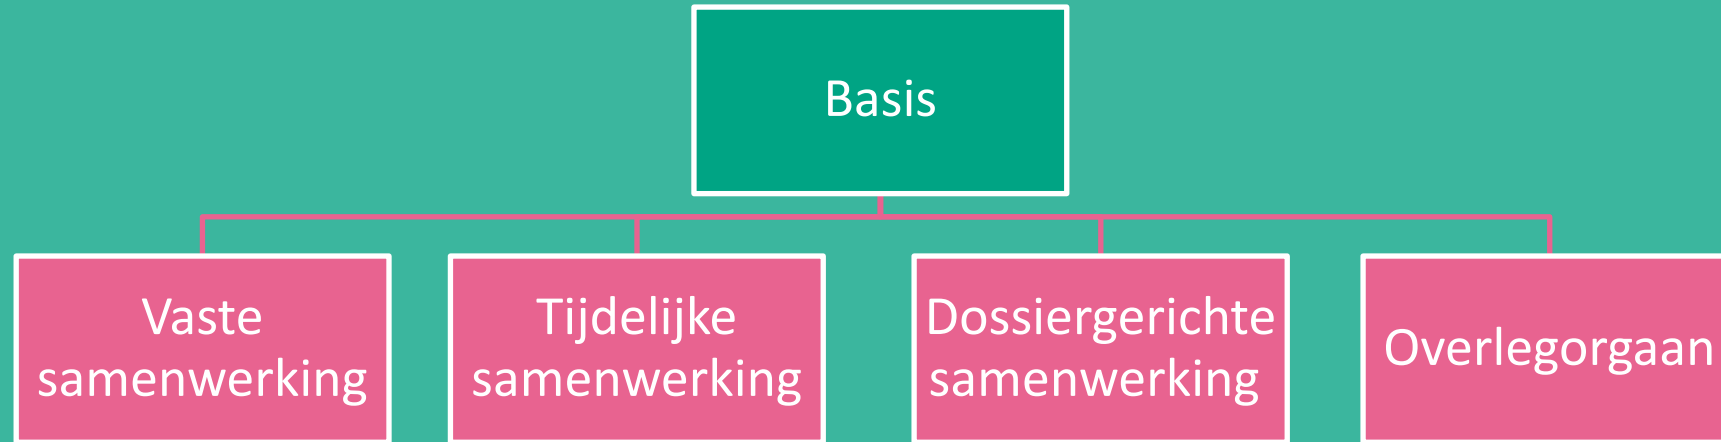 Basis
Vaste
samenwerking
Tijdelijke
samenwerking
Dossiergerichte
samenwerking
Overlegorgaan